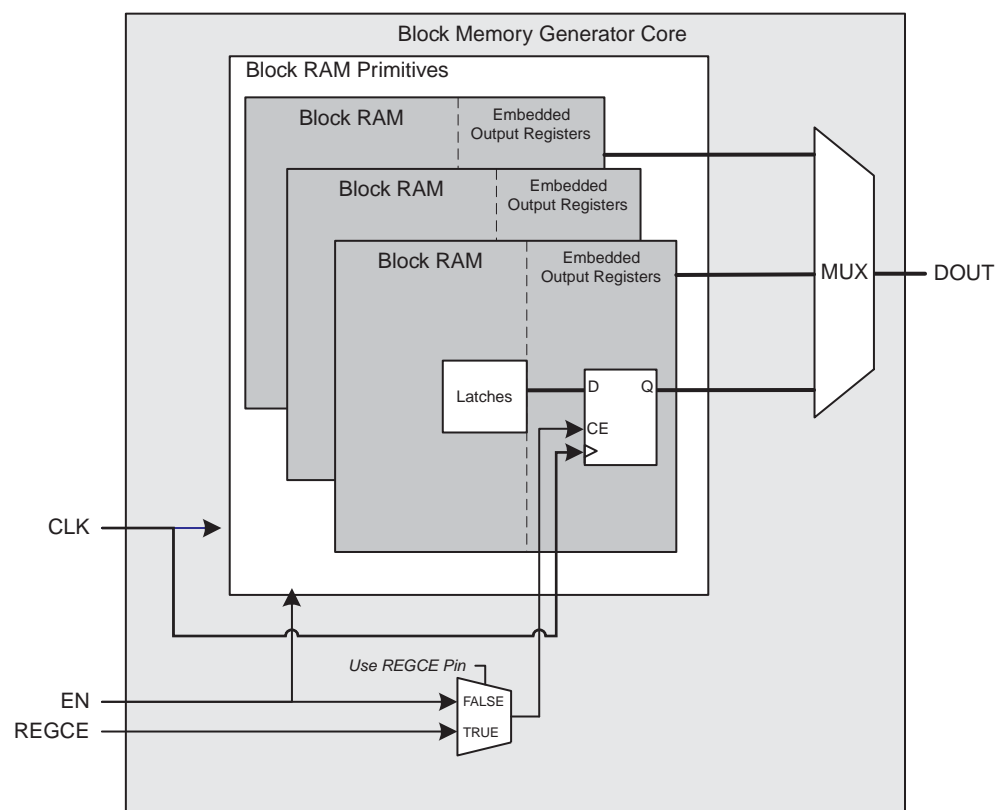 Block Memory Generator Core
Block RAM Primitives
Block RAM
Embedded
Output Registers
Block RAM
Embedded
Output Registers
Block RAM
Embedded
Output Registers
MUX
DOUT
Latches
D
Q
CE
CLK
Use REGCE Pin
EN
FALSE
REGCE
TRUE